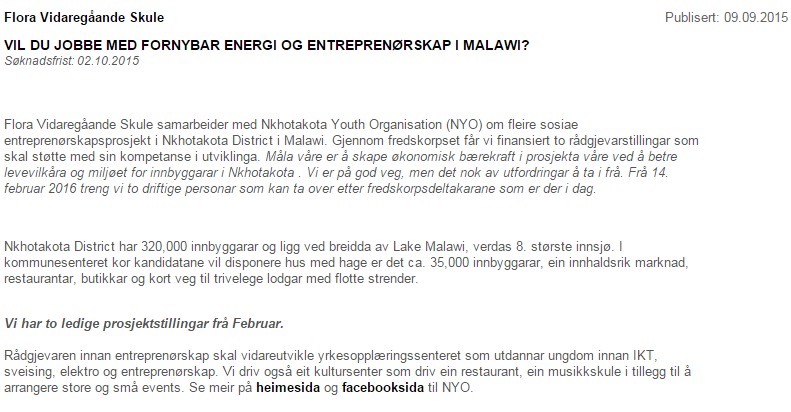 Flora Vidaregåande Skule Publisert: 09.09.2015
VIL DU JOBBE MED FORNYBAR ENERGI OG ENTREPRENØRSKAP I MALAWI?
Søknadsfrist: 02.10.2015
Flora Vidaregåande Skule samarbeider med Nkhotakota Youth Organisation (NYO) om fleire sosiae
entreprenørskapsprosjekt i Nkhotakota District i Malawi. Gjennom fredskorpset får vi finansiert to rådgjevarstillingar som
skal støtte med sin kompetanse i utviklinga. Måla våre er å skape økonomisk bærekraft i prosjekta våre ved å betre
levevilkåra og miljøet for innbyggarar i Nkhotakota . Vi er på god veg, men det nok av utfordringar å ta i frå. Frå 14.
februar 2016 treng vi to driftige personar som kan ta over etter fredskorpsdeltakarane som er der i dag.
Nkhotakota District har 320,000 innbyggarar og ligg ved breidda av Lake Malawi, verdas 8. største innsjø. I
kommunesenteret kor kandidatane vil disponere hus med hage er det ca. 35,000 innbyggarar, ein innhaldsrik marknad,
restaurantar, butikkar og kort veg til trivelege lodgar med flotte strender.
Vi har to ledige prosjektstillingar frå Februar.
Rådgjevaren innan entreprenørskap skal vidareutvikle yrkesopplæringssenteret som utdannar ungdom innan IKT,
sveising, elektro og entreprenørskap. Vi driv også eit kultursenter som driv ein restaurant, ein musikkskule i tillegg til å
arrangere store og små events. Se meir på heimesida og facebooksida til NYO.